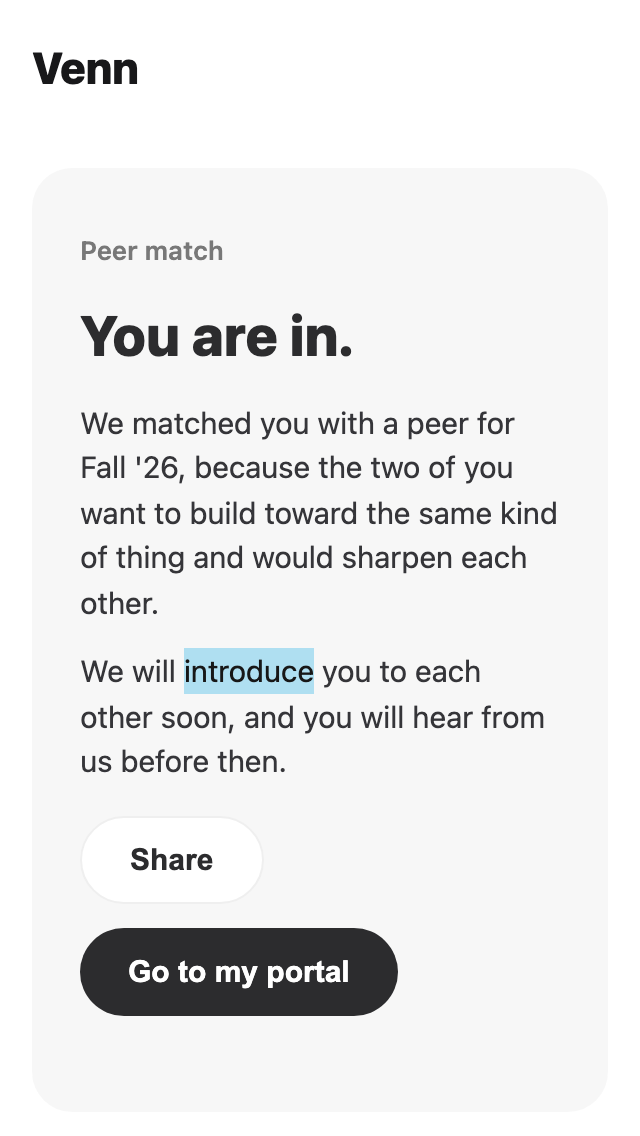 Venn
Peer match
You are in.
We matched you with a peer for
Fall '26, because the two of you
want to build toward the same kind
of thing and would sharpen each
other.
We will introduce you to each
other soon, and you will hear from
us before then.
Share
Go to my portal